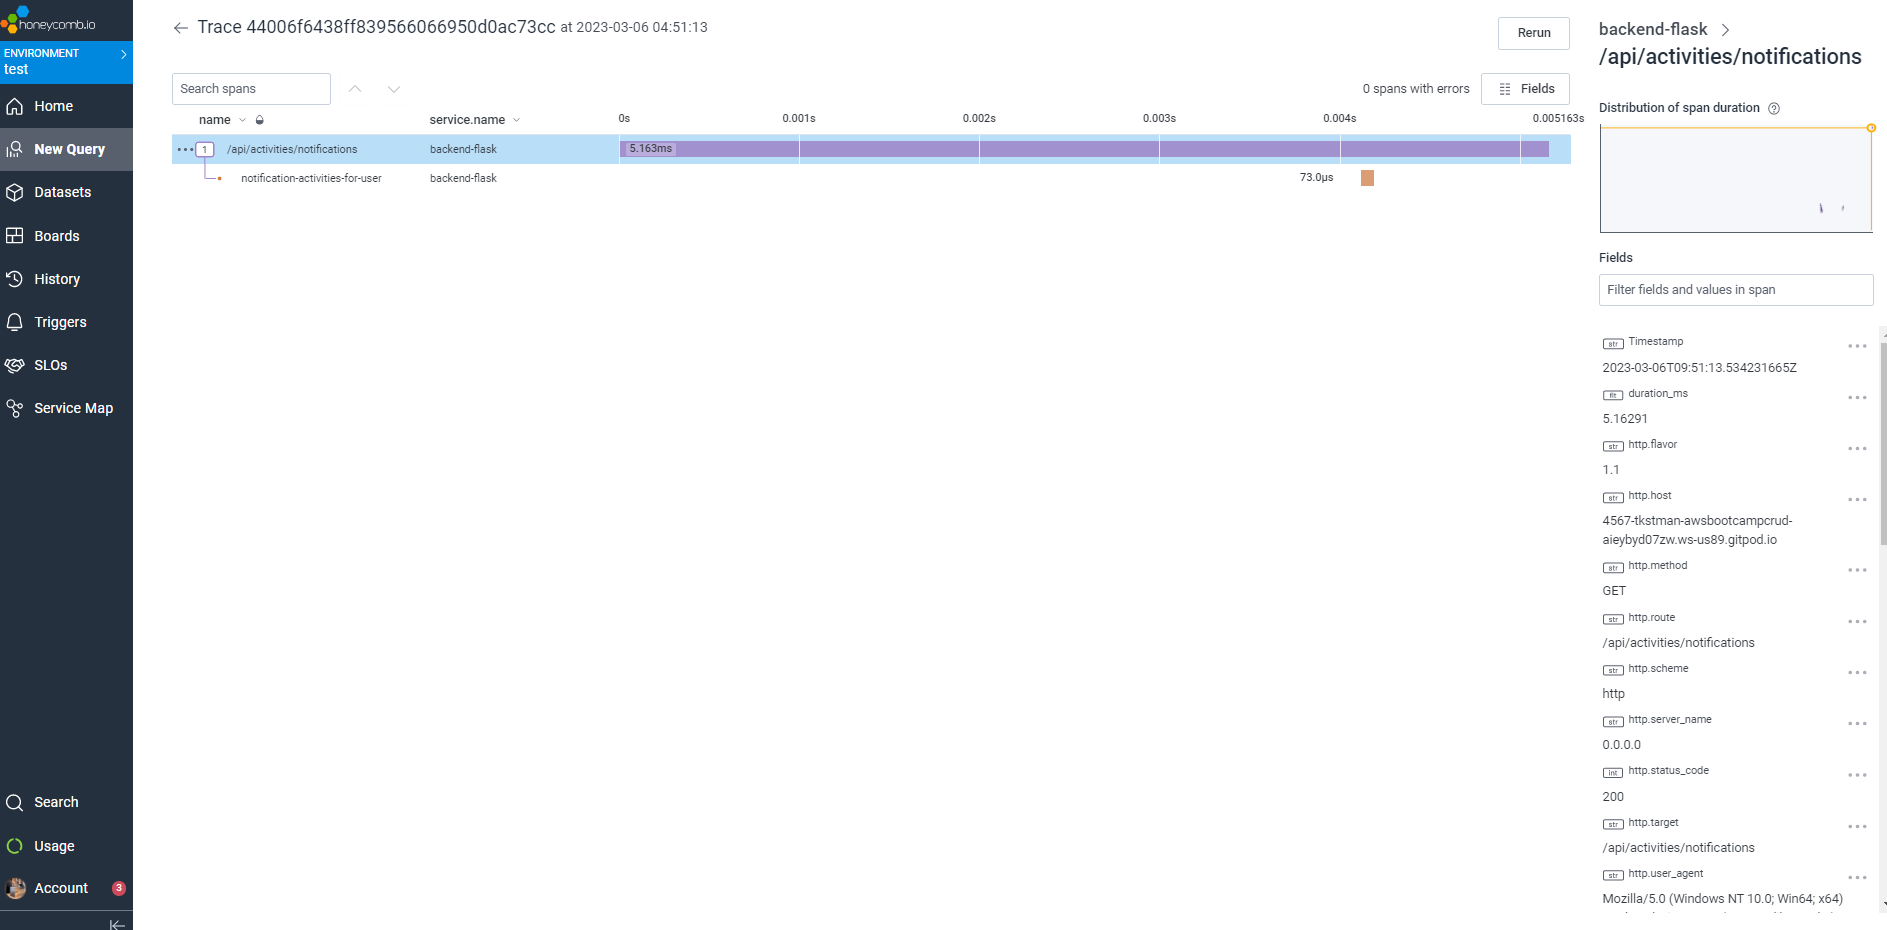 honeycomb.io
ENVIRONMENT
test
Home
New Query
Datasets
Boards
History
Triggers
SLOs
Service Map
Search
Usage
Account 3
Trace 44006f6438ff839566066950d0ac73cc at 2023-03-06 04:51:13
Rerun
Search spans
0 spans with errors
Fields
name service.name 0s 0.001s 0.002s 0.003s 0.004s 0.005163s
1 /api/activities/notifications backend-flask 5.163ms
notification-activities-for-user backend-flask 73.0μs
backend-flask
/api/activities/notifications
Distribution of span duration
Fields
Filter fields and values in span
str Timestamp
2023-03-06T09:51:13.534231665Z
flt duration_ms
5.16291
str http.flavor
1.1
str http.host
4567-tkstman-awsbootcampcrud-
aieybyd07zw.ws-us89.gitpod.io
str http.method
GET
str http.route
/api/activities/notifications
str http.scheme
http
str http.server_name
0.0.0.0
int http.status_code
200
str http.target
/api/activities/notifications
str http.user_agent
Mozilla/5.0 (Windows NT 10.0; Win64; x64)